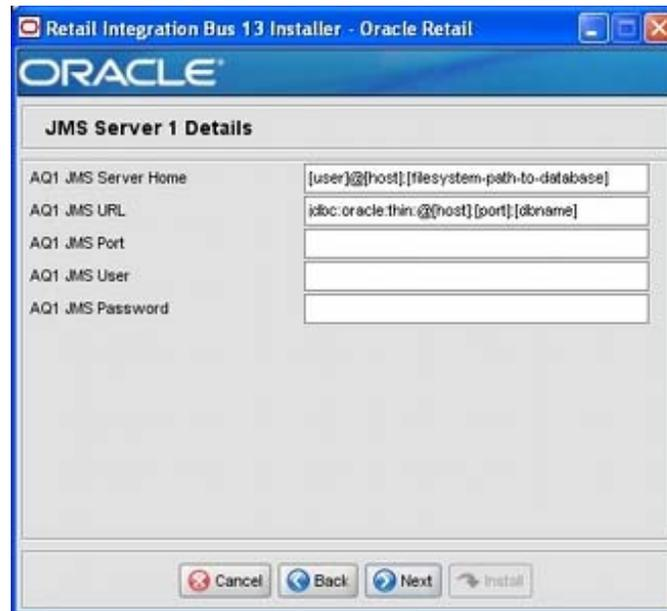 Retail Integration Bus 13 Installer - Oracle Retail
ORACLE
JMS Server 1 Details
AQ1 JMS Server Home [user]@[host]:[filesystem-path-to-database]
AQ1 JMS URL jdbc:oracle:thin:@[host]:[port]:[dbname]
AQ1 JMS Port
AQ1 JMS User
AQ1 JMS Password
Cancel Back Next Install